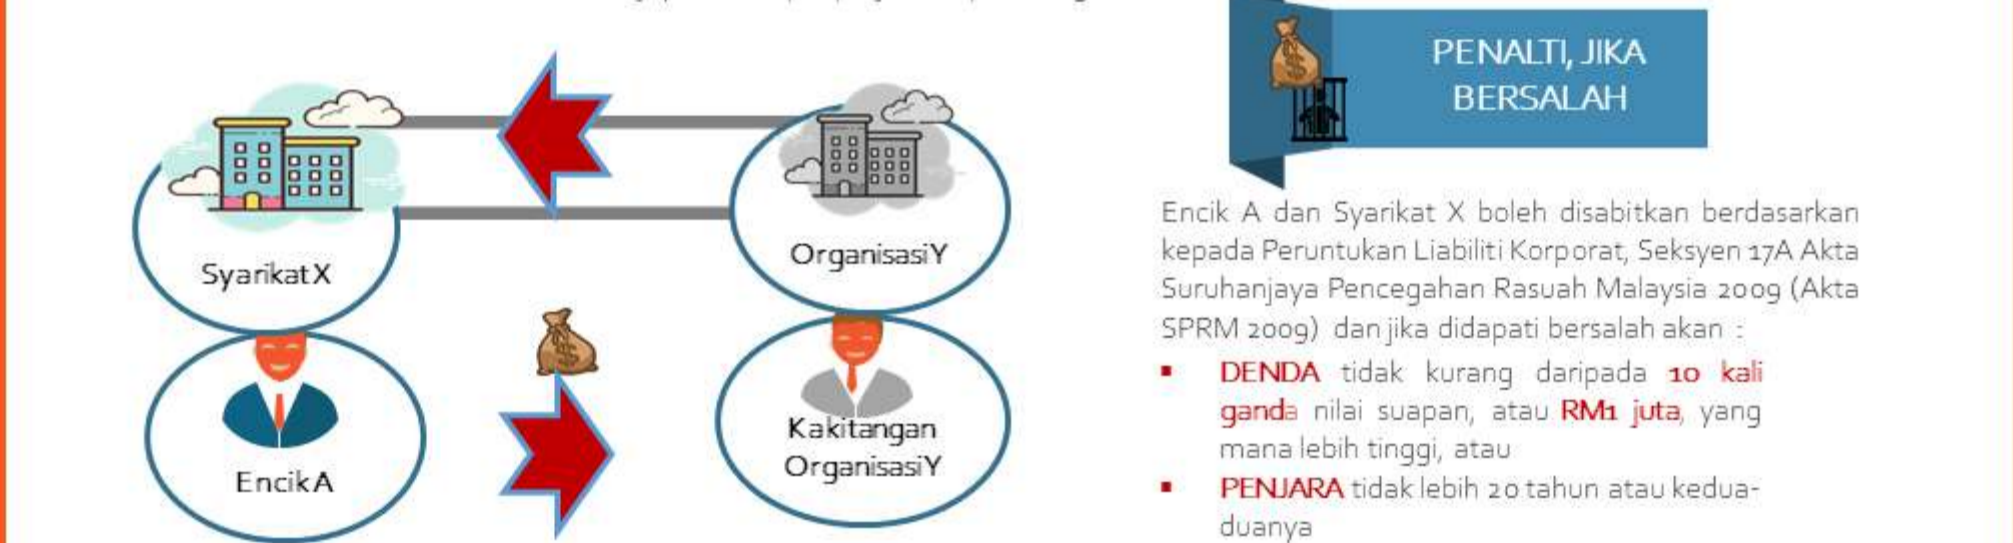 PENALTI, JIKA
BERSALAH
Syarikat X
Organisasi Y
Encik A
Kakitangan
Organisasi Y
Encik A dan Syarikat X boleh disabitkan berdasarkan
kepada Peruntukan Liabiliti Korporat, Seksyen 17A Akta
Suruhanjaya Pencegahan Rasuah Malaysia 2009 (Akta
SPRM 2009) dan jika didapati bersalah akan :
▪ DENDA tidak kurang daripada 10 kali
ganda nilai suapan, atau RM1 juta, yang
mana lebih tinggi, atau
▪ PENJARA tidak lebih 20 tahun atau kedua-
duanya